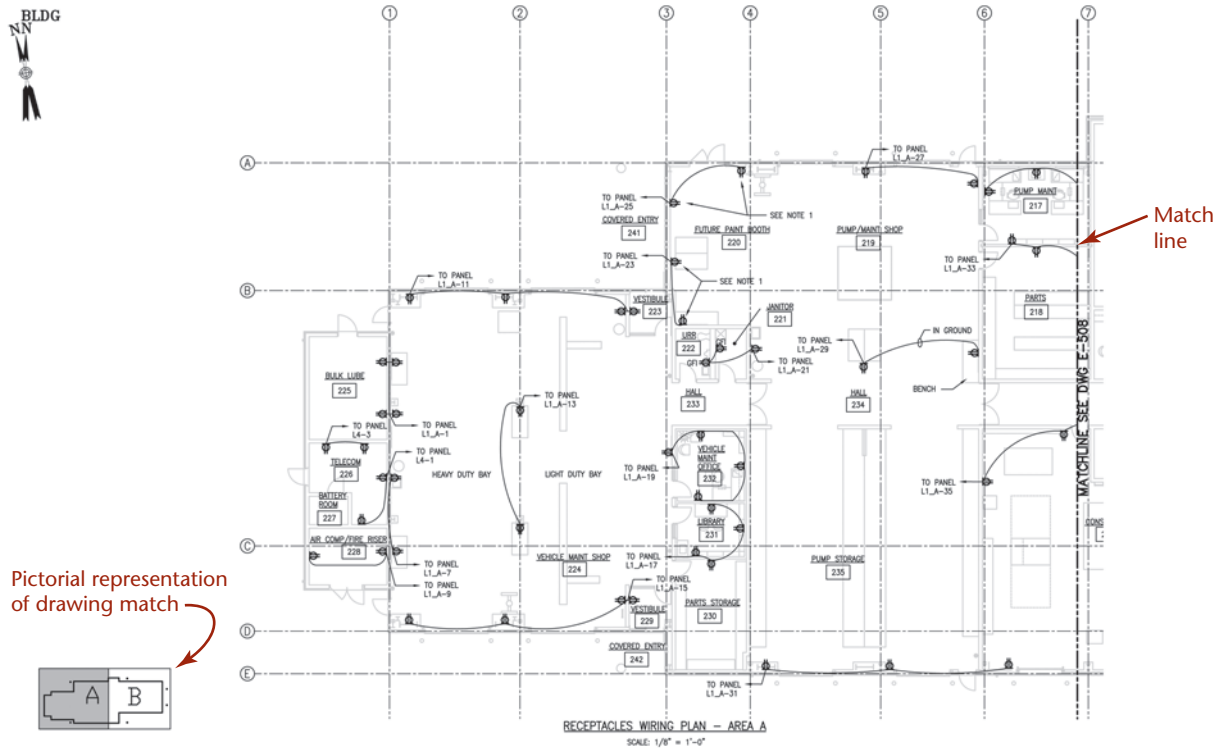 BLDG
NN
1
2
3
4
5
6
7
A
B
C
D
E
TO PANEL
L1_A-27
TO PANEL
L1_A-25
SEE NOTE 1
COVERED ENTRY
241
FUTURE PAINT BOOTH
220
PUMP/MAINT SHOP
219
PUMP MAINT
217
Match
line
TO PANEL
L1_A-23
SEE NOTE 1
TO PANEL
L1_A-33
TO PANEL
L1_A-11
VESTIBULE
223
JANITOR
221
PARTS
218
URR
222
GFI
GFI
TO PANEL
L1_A-21
TO PANEL
L1_A-29
IN GROUND
BENCH
MATCHLINE SEE DWG E-508
BULK LUBE
225
TO PANEL
L1_A-13
HALL
233
HALL
234
TO PANEL
L1_A-1
TO PANEL
L4-3
TO PANEL
L4-1
TELECOM
226
HEAVY DUTY BAY
LIGHT DUTY BAY
TO PANEL
L1_A-19
VEHICLE
MAINT
OFFICE
232
TO PANEL
L1_A-35
BATTERY
ROOM
227
LIBRARY
231
CONS
AIR COMP/FIRE RISER
228
TO PANEL
L1_A-7
TO PANEL
L1_A-9
VEHICLE MAINT SHOP
224
TO PANEL
L1_A-17
TO PANEL
L1_A-15
PUMP STORAGE
235
PARTS STORAGE
230
VESTIBULE
229
COVERED ENTRY
242
TO PANEL
L1_A-31
Pictorial representation
of drawing match
A
B
RECEPTACLES WIRING PLAN – AREA A
SCALE: 1/8" = 1'-0"